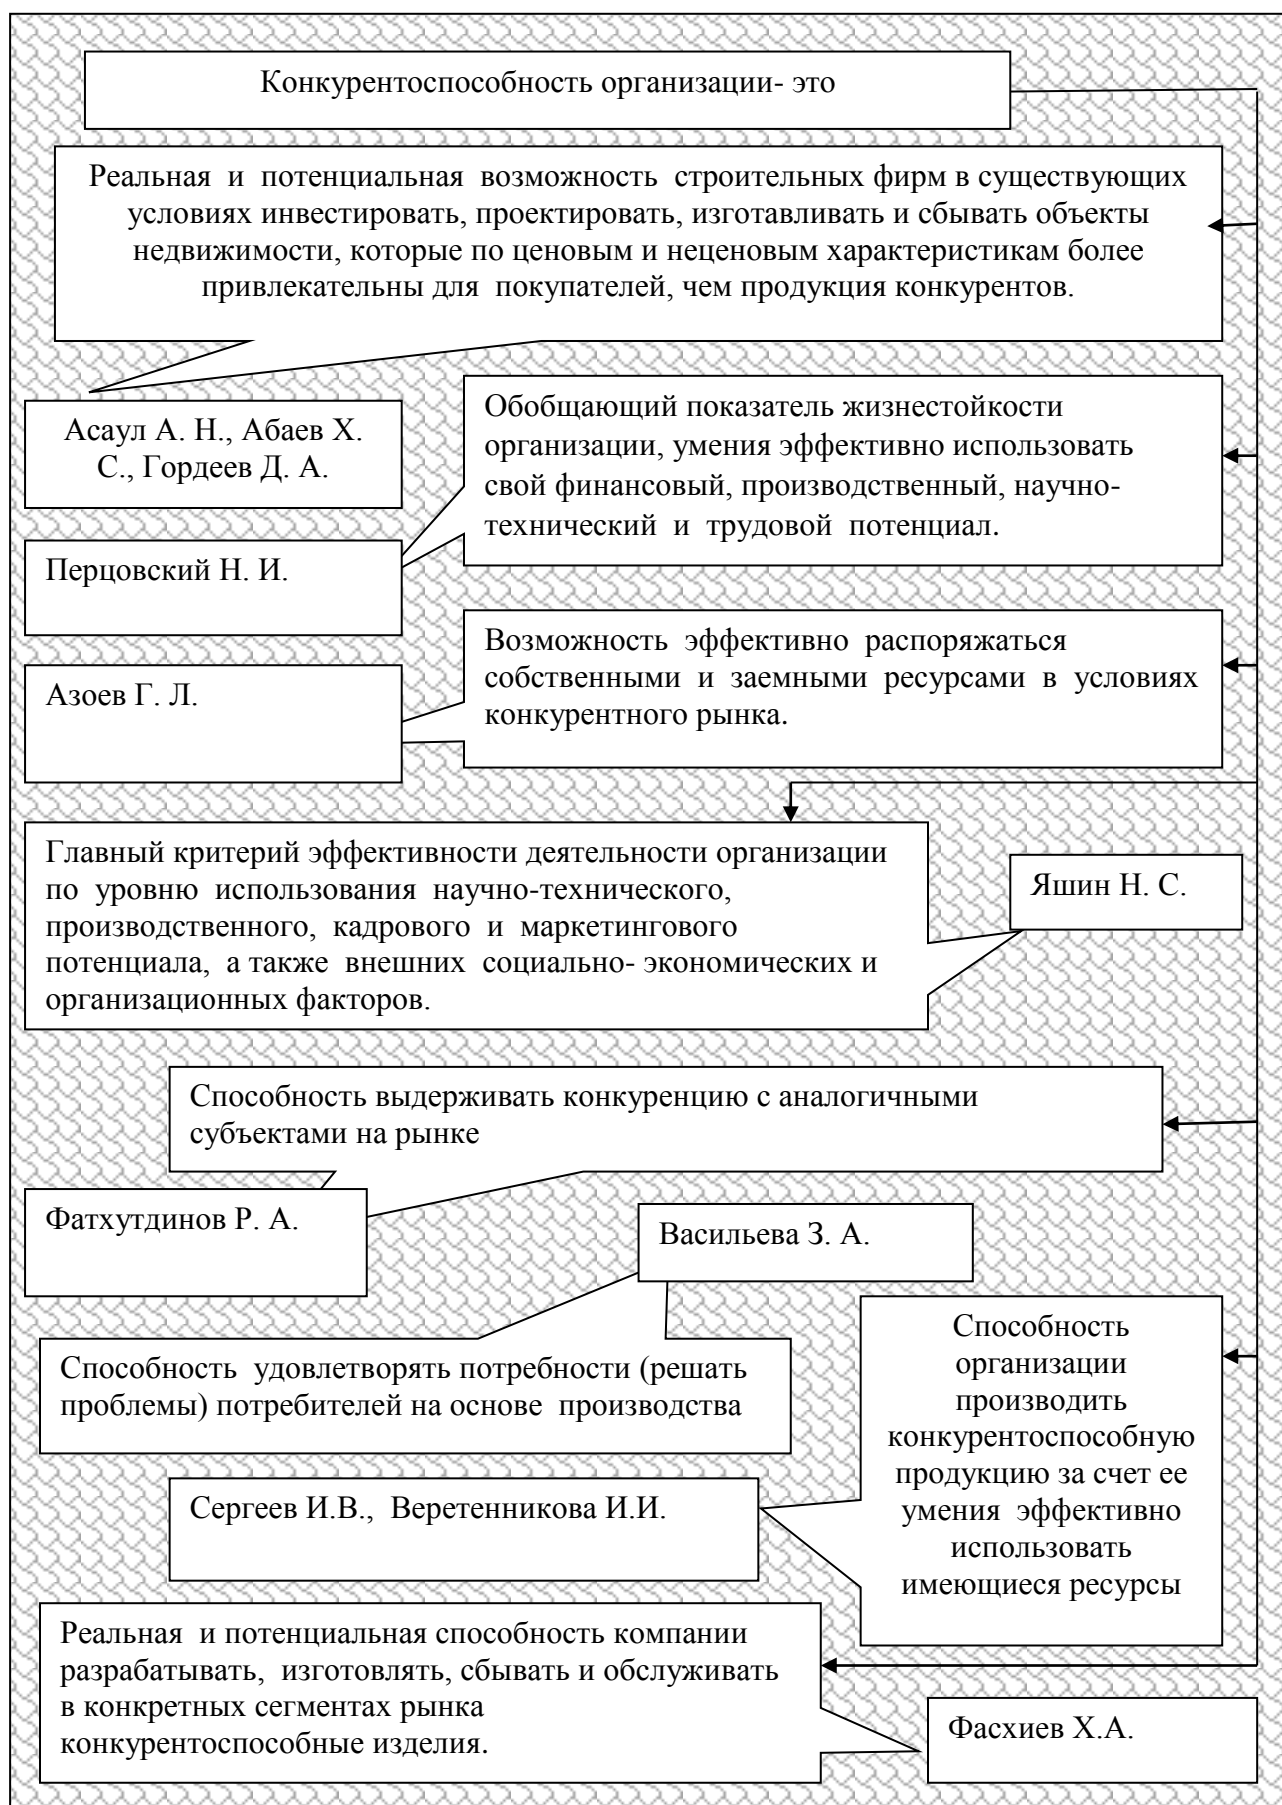 Конкурентоспособность организации- это
Реальная и потенциальная возможность строительных фирм в существующих
условиях инвестировать, проектировать, изготавливать и сбывать объекты
недвижимости, которые по ценовым и неценовым характеристикам более
привлекательны для покупателей, чем продукция конкурентов.
Асаул А. Н., Абаев Х.
С., Гордеев Д. А.
Обобщающий показатель жизнестойкости
организации, умения эффективно использовать
свой финансовый, производственный, научно-
технический и трудовой потенциал.
Перцовский Н. И.
Возможность эффективно распоряжаться
собственными и заемными ресурсами в условиях
конкурентного рынка.
Азоев Г. Л.
Главный критерий эффективности деятельности организации
по уровню использования научно-технического,
производственного, кадрового и маркетингового
потенциала, а также внешних социально- экономических и
организационных факторов.
Яшин Н. С.
Способность выдерживать конкуренцию с аналогичными
субъектами на рынке
Фатхутдинов Р. А.
Васильева З. А.
Способность удовлетворять потребности (решать
проблемы) потребителей на основе производства
Способность
организации
производить
конкурентоспособную
продукцию за счет ее
умения эффективно
использовать
имеющиеся ресурсы
Сергеев И.В., Веретенникова И.И.
Реальная и потенциальная способность компании
разрабатывать, изготовлять, сбывать и обслуживать
в конкретных сегментах рынка
конкурентоспособные изделия.
Фасхиев Х.А.